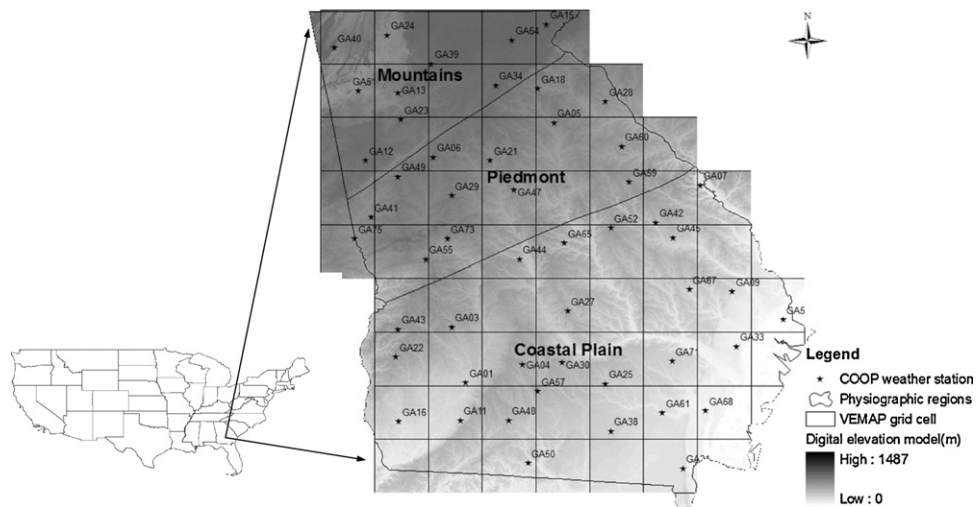 GA15
GA24
GA64
N
GA40
GA39
Mountains
GA51
GA13
GA34
GA18
GA28
GA23
GA05
GA60
GA12
GA06
GA21
GA49
Piedmont
GA59
GA07
GA29
GA47
GA41
GA52
GA42
GA45
GA75
GA73
GA65
GA55
GA44
GA67
GA09
GA27
GA5
GA43
GA03
GA33
GA22
Coastal Plain
GA04
GA30
GA71
GA01
GA57
GA25
GA16
GA11
GA48
GA38
GA61
GA68
GA50
GA
Legend
COOP weather station
Physiographic regions
VEMAP grid cell
Digital elevation model(m)
High : 1487
Low : 0